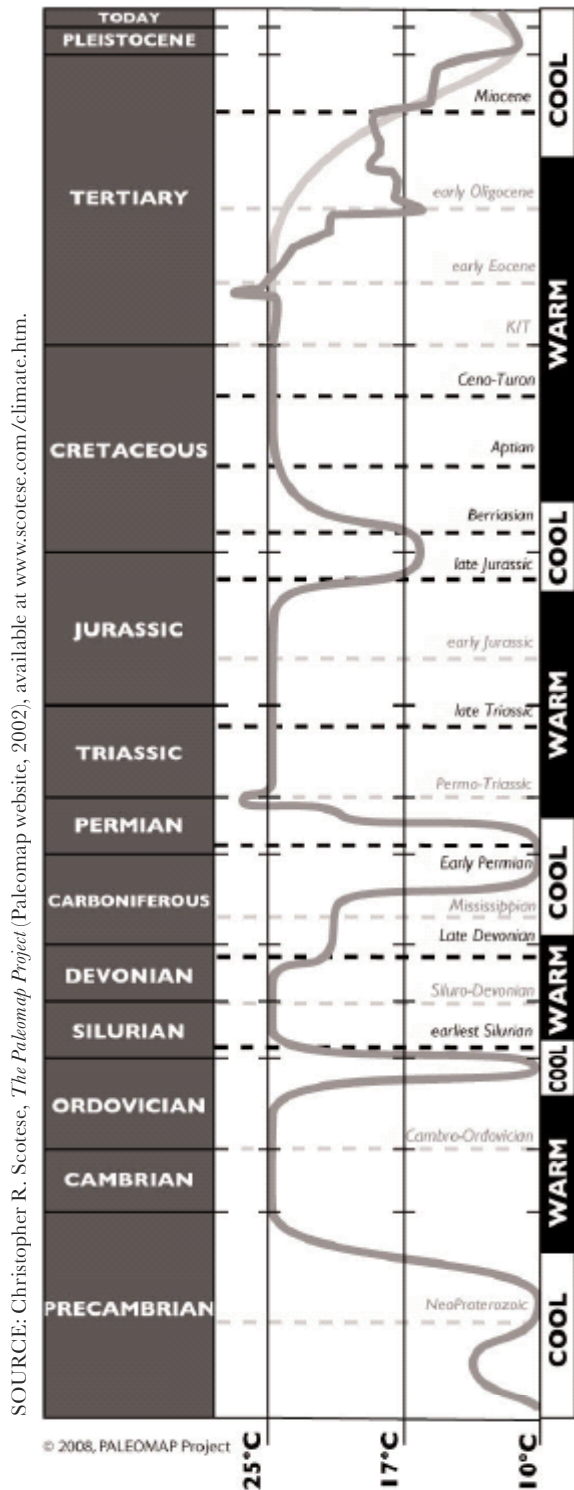 SOURCE: Christopher R. Scotese, The Paleomap Project (Paleomap website, 2002), available at www.scotese.com/climate.htm.
TODAY
PLEISTOCENE
TERTIARY
CRETACEOUS
JURASSIC
TRIASSIC
PERMIAN
CARBONIFEROUS
DEVONIAN
SILURIAN
ORDOVICIAN
CAMBRIAN
PRECAMBRIAN
Miocene
early Oligocene
early Eocene
K/T
Ceno-Turon
Aptian
Berriasian
late Jurassic
early Jurassic
late Triassic
Permo-Triassic
Early Permian
Mississippian
Late Devonian
Siluro-Devonian
earliest Silurian
Cambro-Ordovician
NeoProterozoic
COOL
WARM
COOL
WARM
COOL
WARM
COOL
WARM
COOL
© 2008, PALEOMAP Project
25°C
17°C
10°C